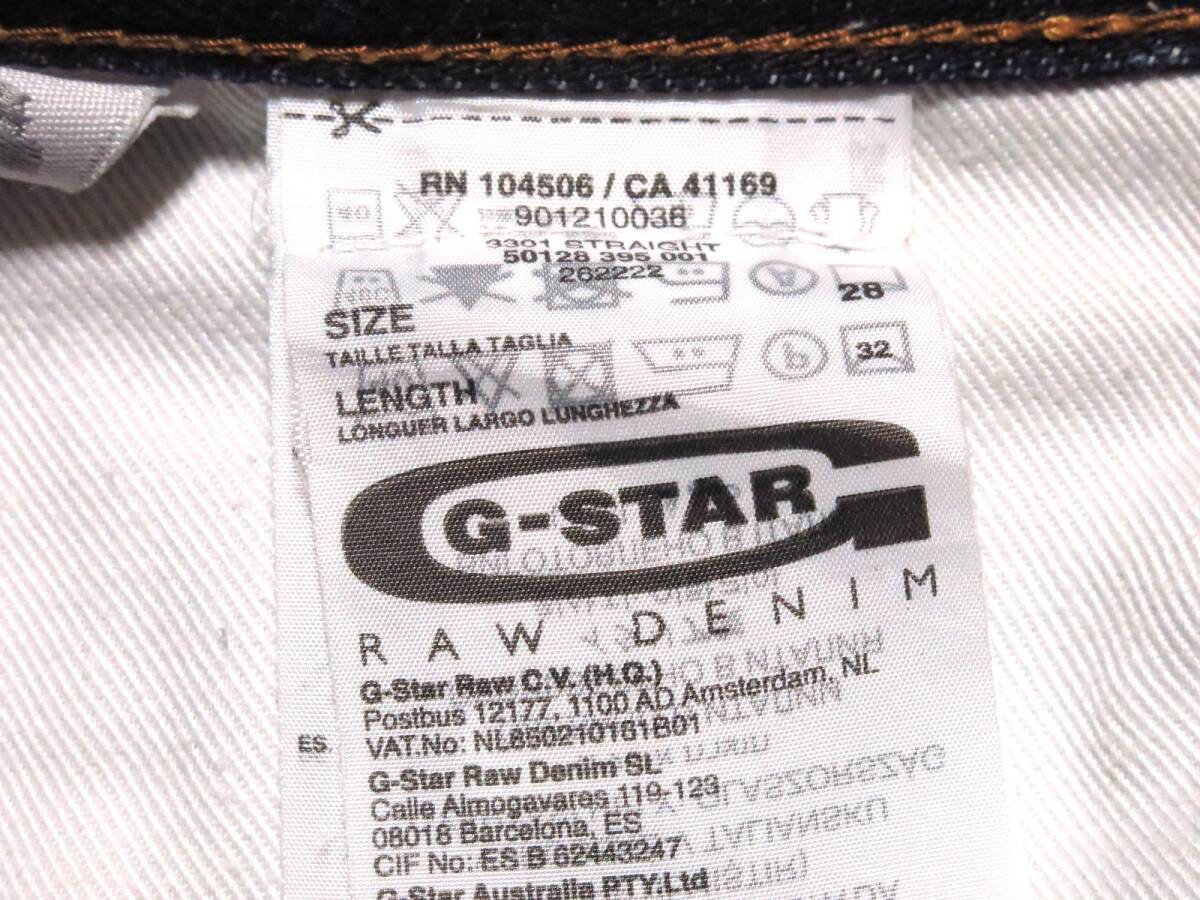 RN 104506 / CA 41169
901210036
3301 STRAIGHT
50128 395 001
262222
28
SIZE
TAILLE TALLA TAGLIA
32
LENGTH
LONGUER LARGO LUNGHEZZA
G-STAR
RAW DENIM
G-Star Raw C.V. (H.Q.)
Postbus 12177, 1100 AD Amsterdam, NL
VAT.No: NL850210161B01
ES
G-Star Raw Denim SL
Calle Almogavares 119-123
08018 Barcelona, ES
CIF No: ES B 62443247
G-Star Australia PTY.Ltd